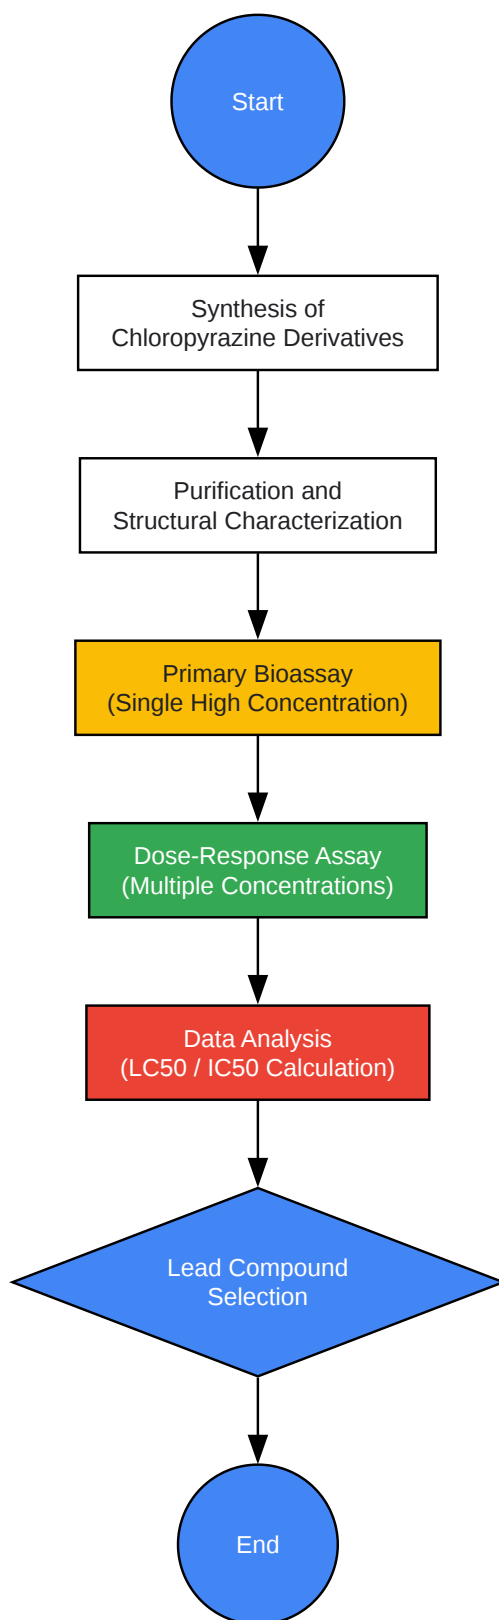 Start
Synthesis of
Chloropyrazine Derivatives
Purification and
Structural Characterization
Primary Bioassay
(Single High Concentration)
Dose-Response Assay
(Multiple Concentrations)
Data Analysis
(LC50 / IC50 Calculation)
Lead Compound
Selection
End